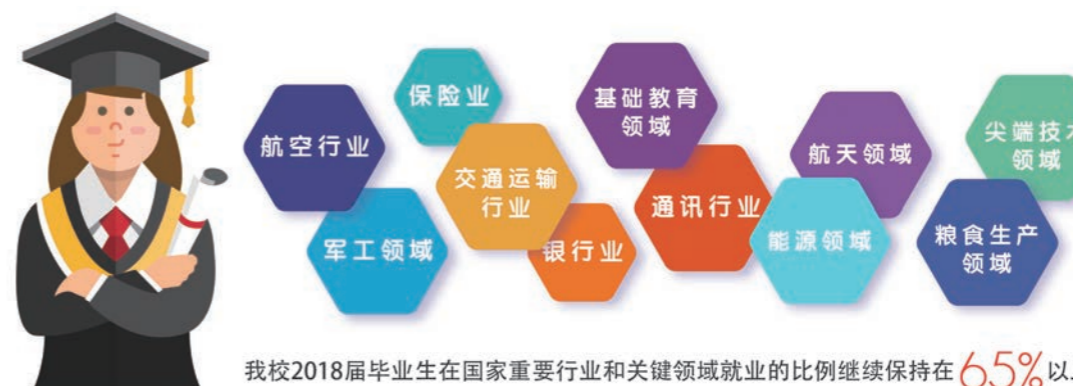 航空行业
保险业
军工领域
交通运输
行业
银行业
基础教育
领域
通讯行业
航天领域
能源领域
尖端技术
领域
粮食生产
领域
我校2018届毕业生在国家重要行业和关键领域就业的比例继续保持在65%以